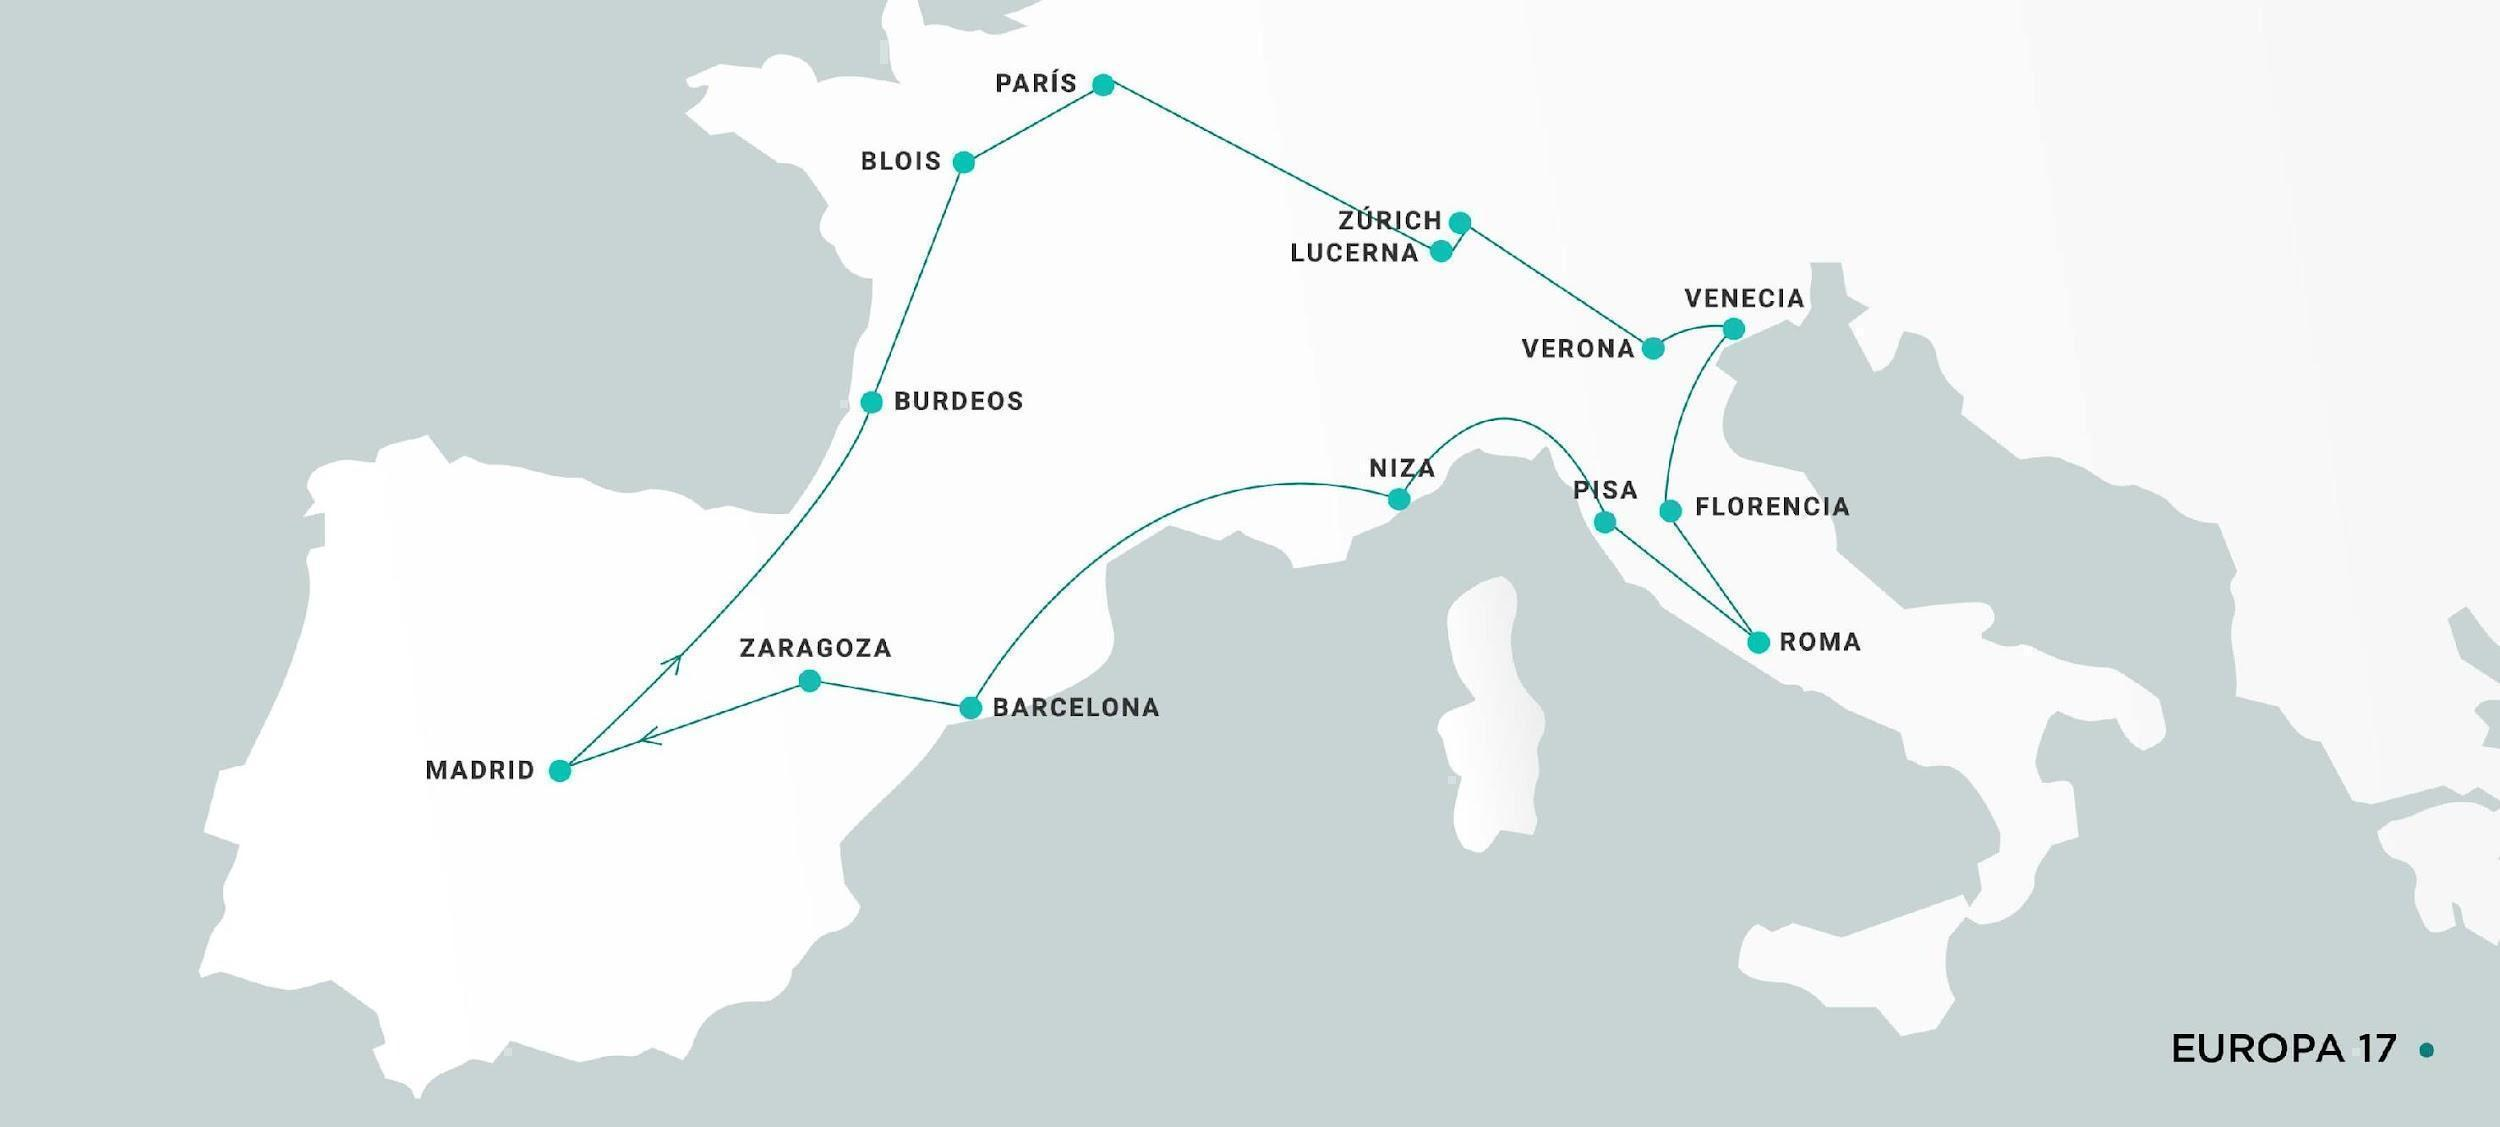 PARÍS
BLOIS
ZÚRICH
LUCERNA
VENECIA
VERONA
BURDEOS
NIZA
PISA
FLORENCIA
ZARAGOZA
ROMA
BARCELONA
MADRID
EUROPA 17